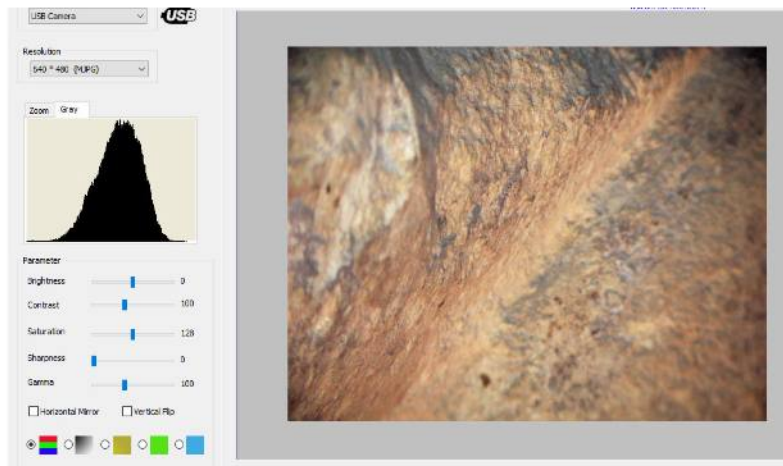 USB Camera
USB
Resolution
640 * 480 (MJPG)
Zoom Gray
Parameter
Brightness 0
Contrast 100
Saturation 128
Sharpness 0
Gamma 100
Horizontal Mirror Vertical Flip